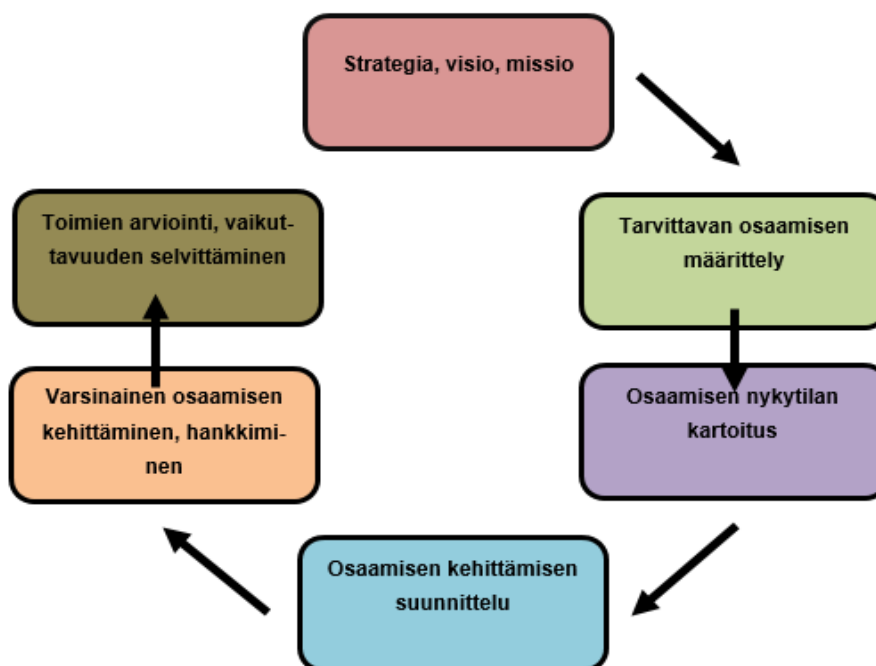 Strategia, visio, missio
Tarvittavan osaamisen
määrittely
Osaamisen nykytilan
kartoitus
Osaamisen kehittämisen
suunnittelu
Varsinainen osaamisen
kehittäminen, hankkimi-
nen
Toimien arviointi, vaikut-
tavuuden selvittäminen